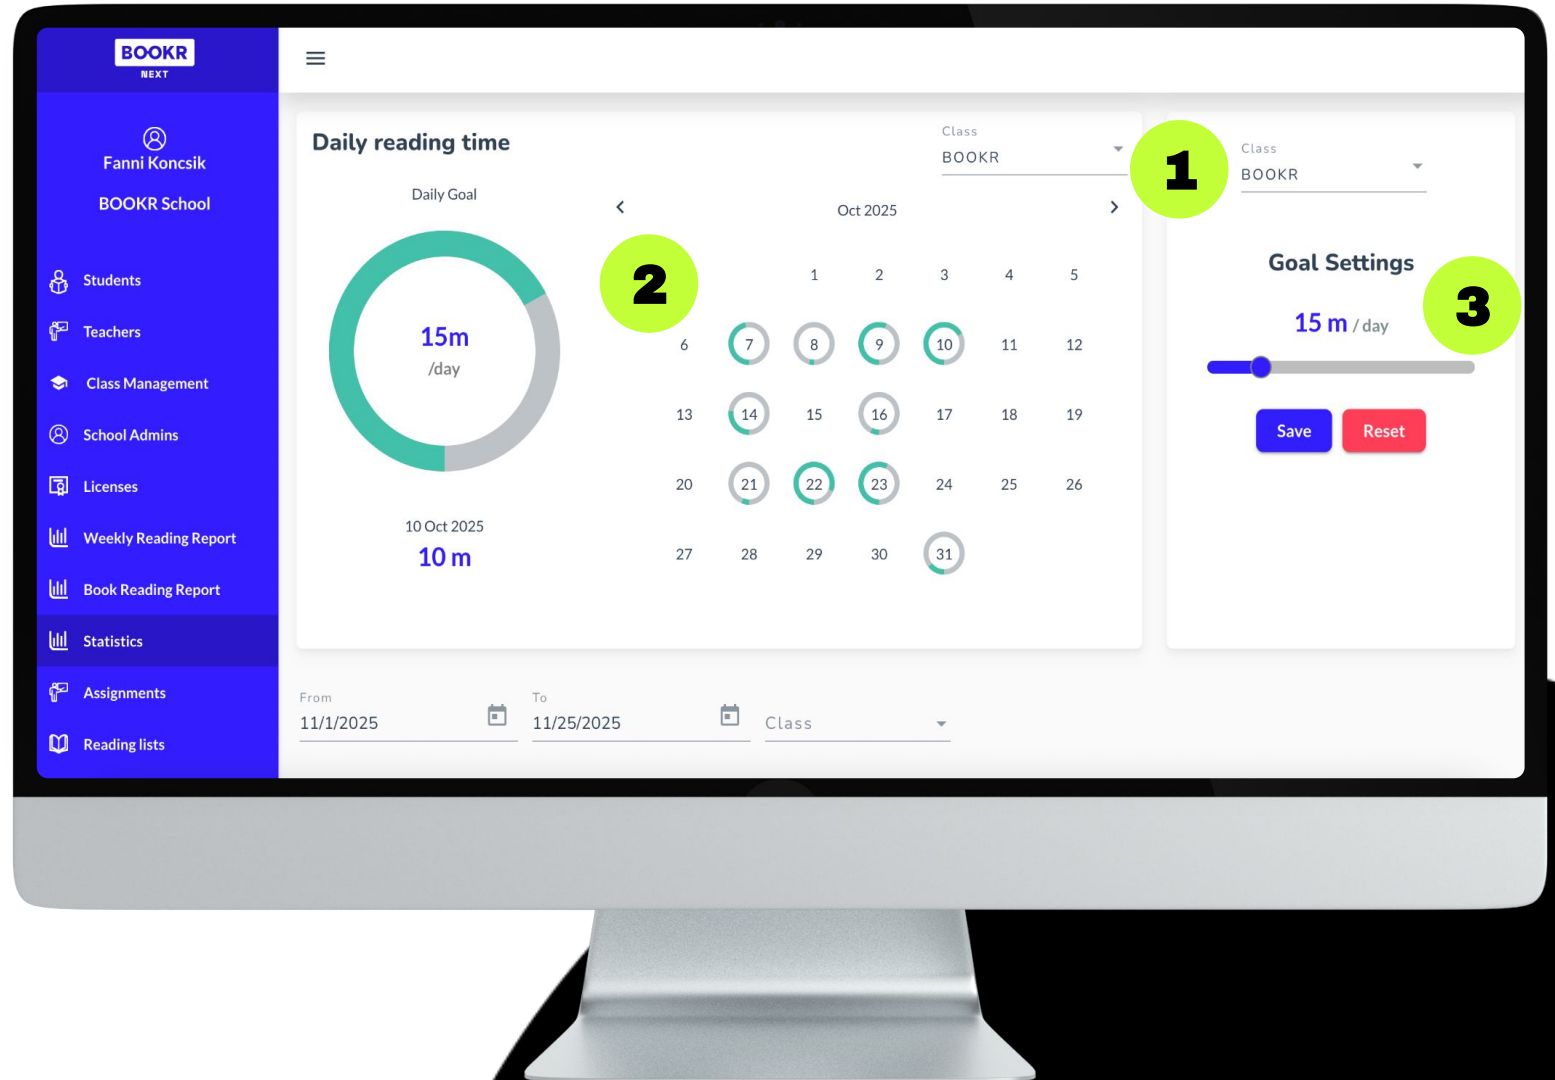 BOOKR
NEXT
Fanni Koncsik
BOOKR School
Students
Teachers
Class Management
School Admins
Licenses
Weekly Reading Report
Book Reading Report
Statistics
Assignments
Reading lists
Daily reading time
Class
BOOKR
Daily Goal
15m
/day
10 Oct 2025
10 m
Oct 2025
1 2 3 4 5
6 7 8 9 10 11 12
13 14 15 16 17 18 19
20 21 22 23 24 25 26
27 28 29 30 31
1
2
3
Class
BOOKR
Goal Settings
15 m / day
Save Reset
From
11/1/2025
To
11/25/2025
Class